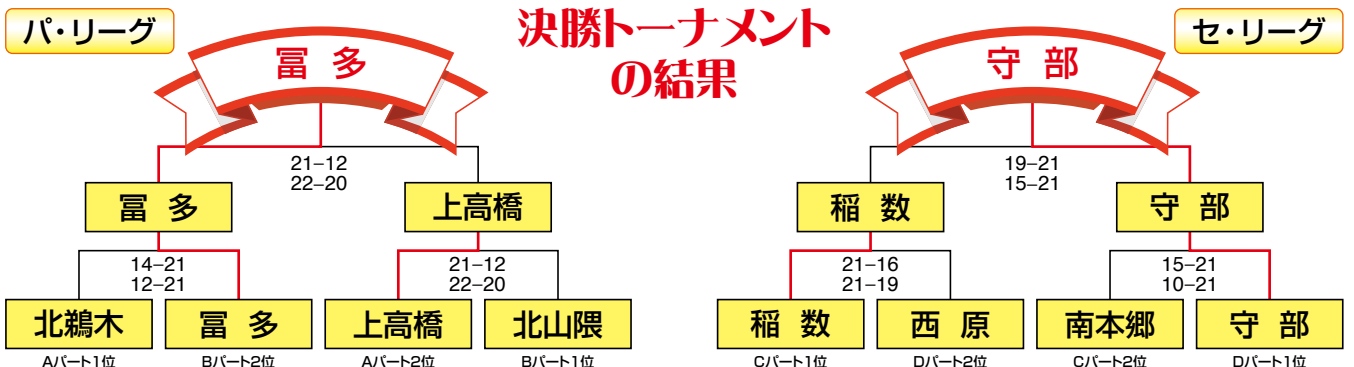 パ・リーグ
決勝トーナメント
の結果
セ・リーグ
冨 多
守 部
21−12
22−20
19−21
15−21
冨 多
上高橋
稲 数
守 部
14−21
12−21
21−12
22−20
21−16
21−19
15−21
10−21
北鵜木
冨 多
上高橋
北山隈
稲 数
西 原
南本郷
守 部
Aパート1位
Bパート2位
Aパート2位
Bパート1位
Cパート1位
Dパート2位
Cパート2位
Dパート1位